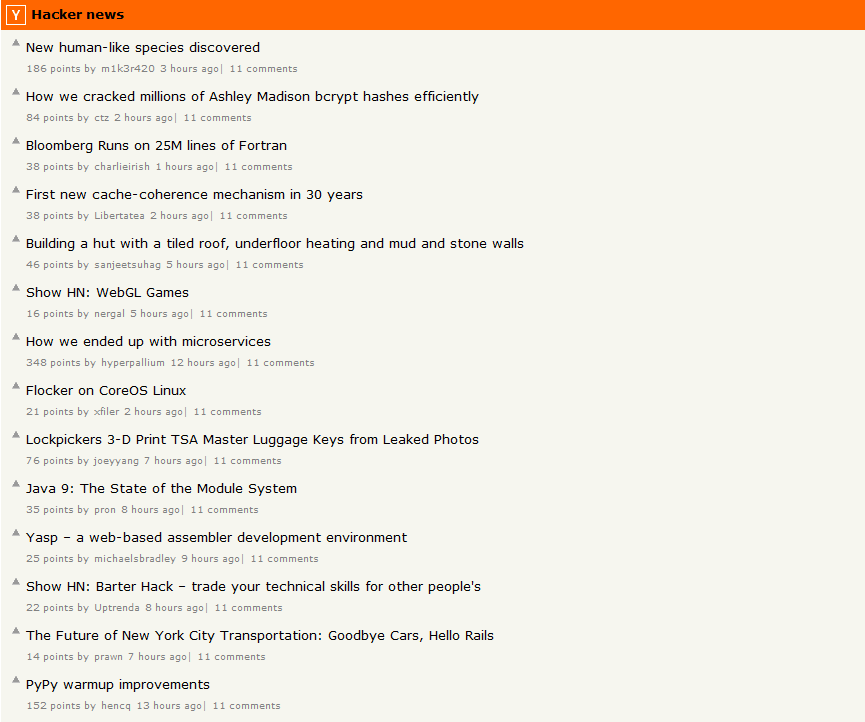 Y Hacker news
New human-like species discovered
186 points by m1k3r420 3 hours ago| 11 comments
How we cracked millions of Ashley Madison bcrypt hashes efficiently
84 points by ctz 2 hours ago| 11 comments
Bloomberg Runs on 25M lines of Fortran
38 points by charlieirish 1 hours ago| 11 comments
First new cache-coherence mechanism in 30 years
38 points by Libertatea 2 hours ago| 11 comments
Building a hut with a tiled roof, underfloor heating and mud and stone walls
46 points by sanjeetsuhag 5 hours ago| 11 comments
Show HN: WebGL Games
16 points by nergal 5 hours ago| 11 comments
How we ended up with microservices
348 points by hyperpallium 12 hours ago| 11 comments
Flocker on CoreOS Linux
21 points by xfiler 2 hours ago| 11 comments
Lockpickers 3-D Print TSA Master Luggage Keys from Leaked Photos
76 points by joeyyang 7 hours ago| 11 comments
Java 9: The State of the Module System
35 points by pron 8 hours ago| 11 comments
Yasp – a web-based assembler development environment
25 points by michaelsbradley 9 hours ago| 11 comments
Show HN: Barter Hack – trade your technical skills for other people's
22 points by Uptrenda 8 hours ago| 11 comments
The Future of New York City Transportation: Goodbye Cars, Hello Rails
14 points by prawn 7 hours ago| 11 comments
PyPy warmup improvements
152 points by hencq 13 hours ago| 11 comments